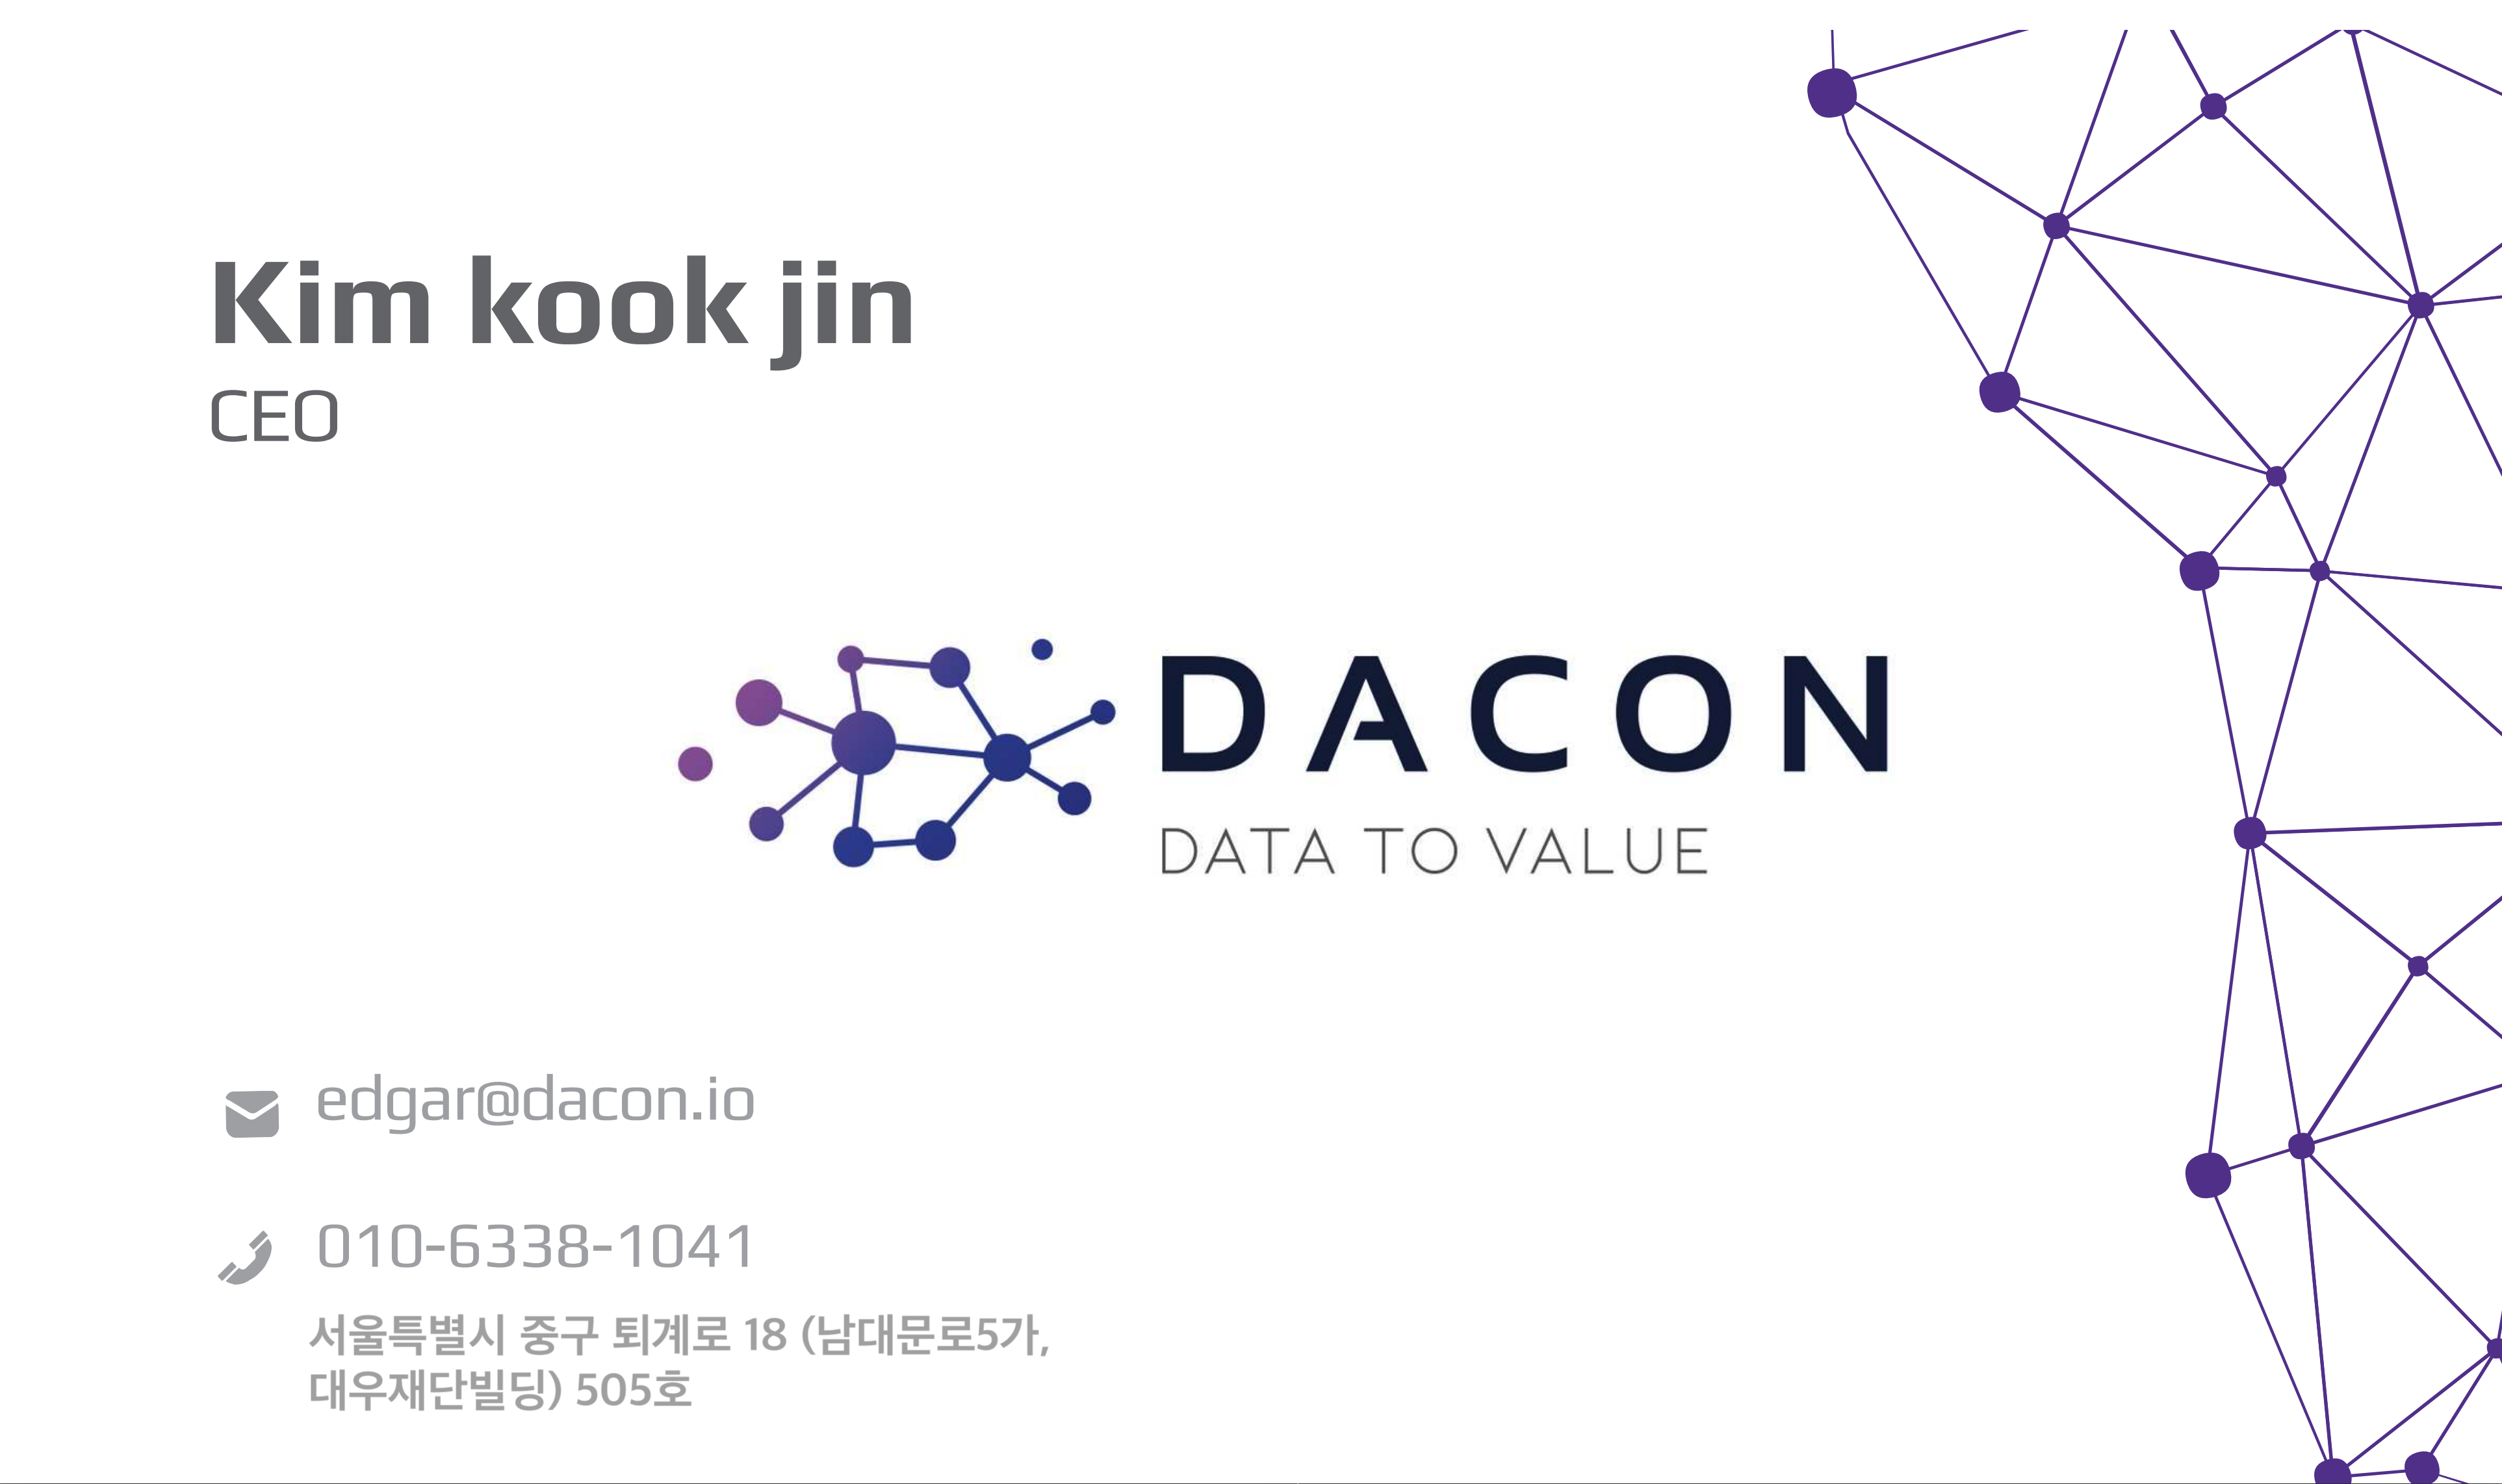 Kim kook jin
CEO
DACON
DATA TO VALUE
edgar@dacon.io
010-6338-1041
서울특별시 중구 퇴계로 18 (남대문로5가,
대우재단빌딩) 505호